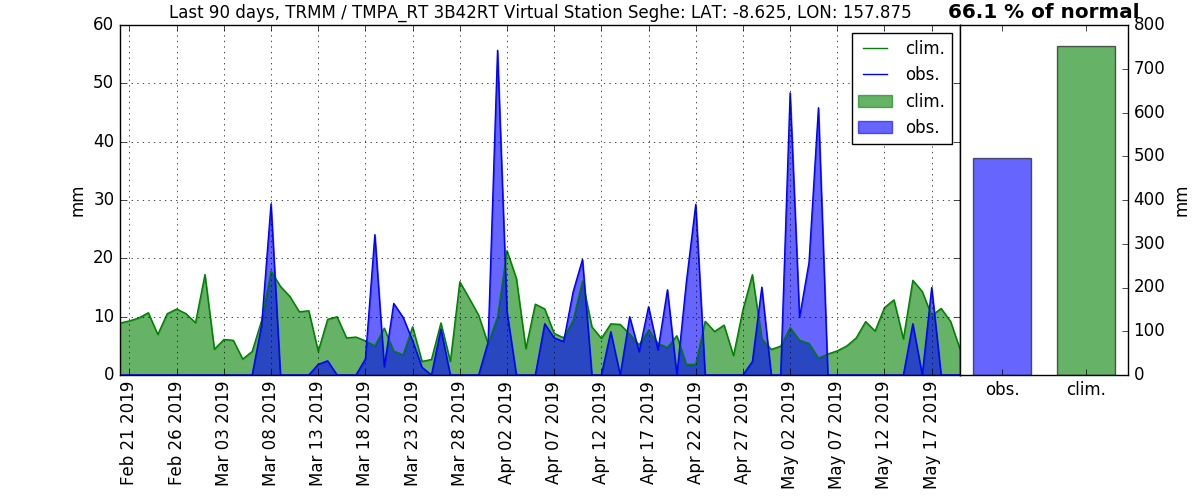 Last 90 days, TRMM / TMPA_RT 3B42RT Virtual Station Seghe: LAT: -8.625, LON: 157.875
66.1 % of normal
60
50
40
30
20
10
0
mm
clim.
obs.
clim.
obs.
800
700
600
500
400
300
200
100
0
mm
Feb 21 2019
Feb 26 2019
Mar 03 2019
Mar 08 2019
Mar 13 2019
Mar 18 2019
Mar 23 2019
Mar 28 2019
Apr 02 2019
Apr 07 2019
Apr 12 2019
Apr 17 2019
Apr 22 2019
Apr 27 2019
May 02 2019
May 07 2019
May 12 2019
May 17 2019
obs.
clim.